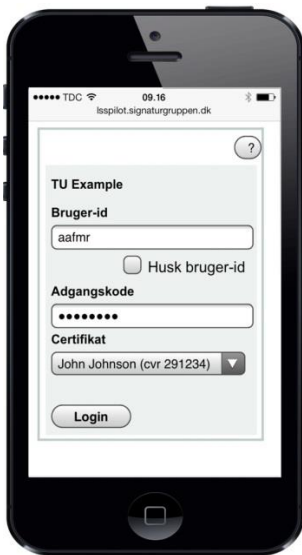 TDC 09.16
lsspilot.signaturgruppen.dk
?
TU Example
Bruger-id
aafmr
Husk bruger-id
Adgangskode
••••••••
Certifikat
John Johnson (cvr 291234)
Login